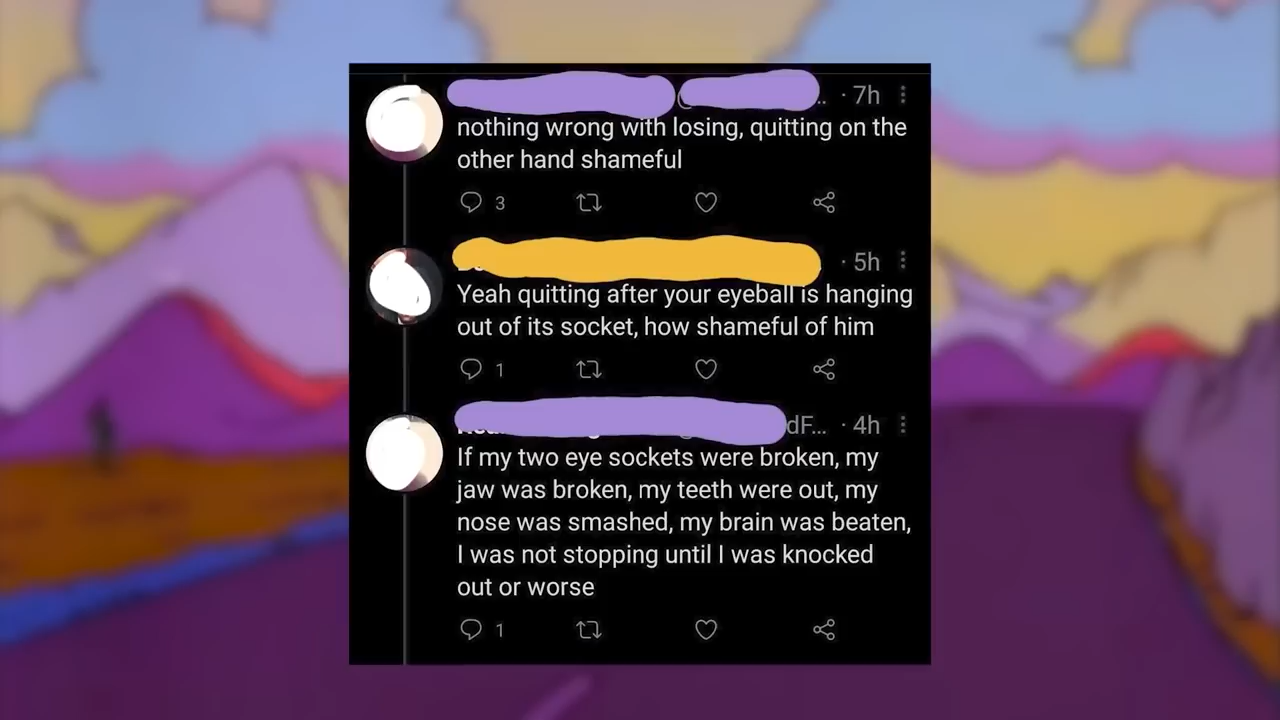 · 7h
nothing wrong with losing, quitting on the
other hand shameful
3
· 5h
Yeah quitting after your eyeball is hanging
out of its socket, how shameful of him
1
dF... · 4h
If my two eye sockets were broken, my
jaw was broken, my teeth were out, my
nose was smashed, my brain was beaten,
I was not stopping until I was knocked
out or worse
1